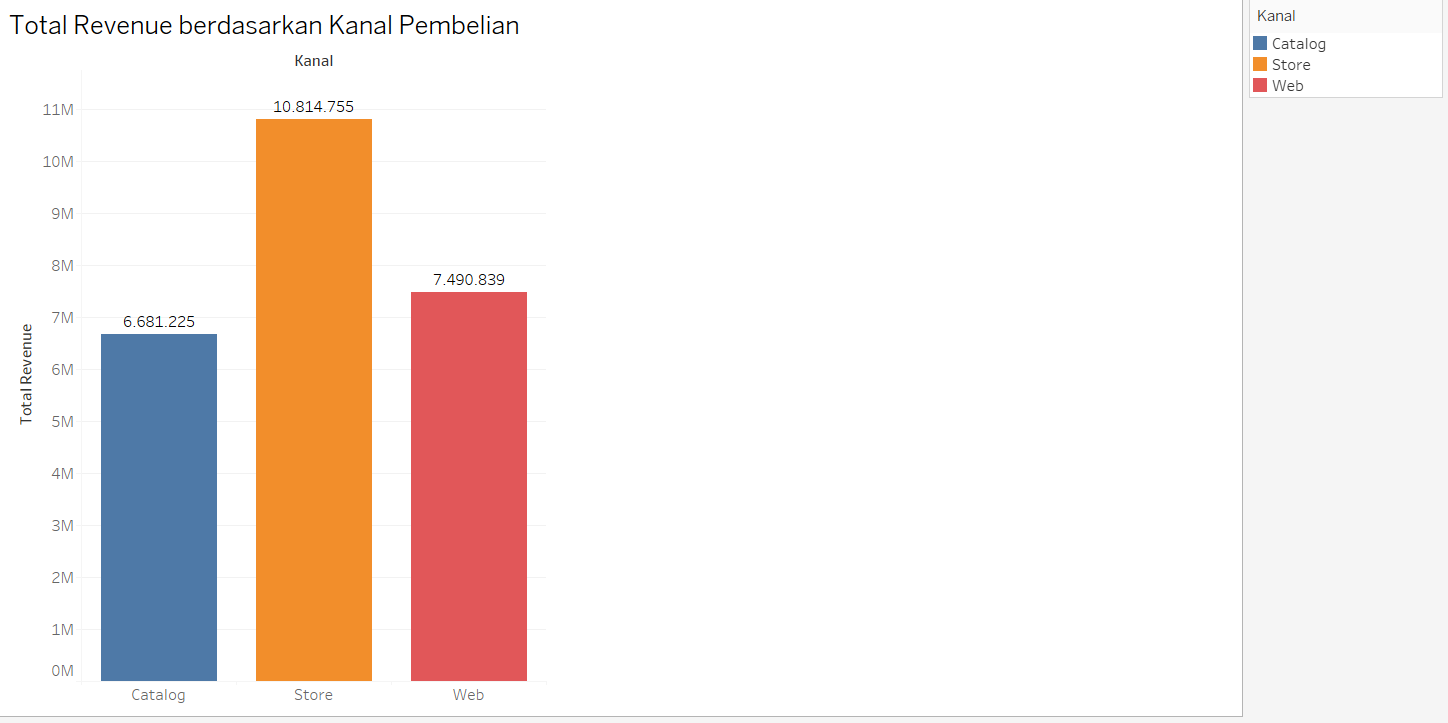 Total Revenue berdasarkan Kanal Pembelian
Kanal
Total Revenue
11M
10M
9M
8M
7M
6M
5M
4M
3M
2M
1M
0M
6.681.225
10.814.755
7.490.839
Catalog
Store
Web
Kanal
Catalog
Store
Web